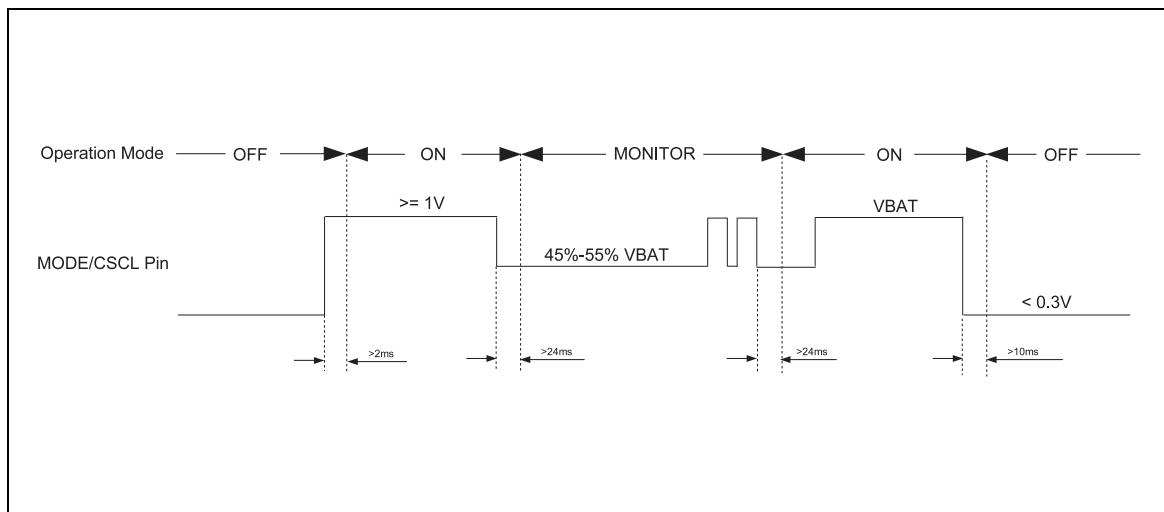 Operation Mode OFF ON MONITOR ON OFF
>= 1V VBAT
MODE/CSCL Pin 45%-55% VBAT
< 0.3V
>2ms >24ms >24ms >10ms